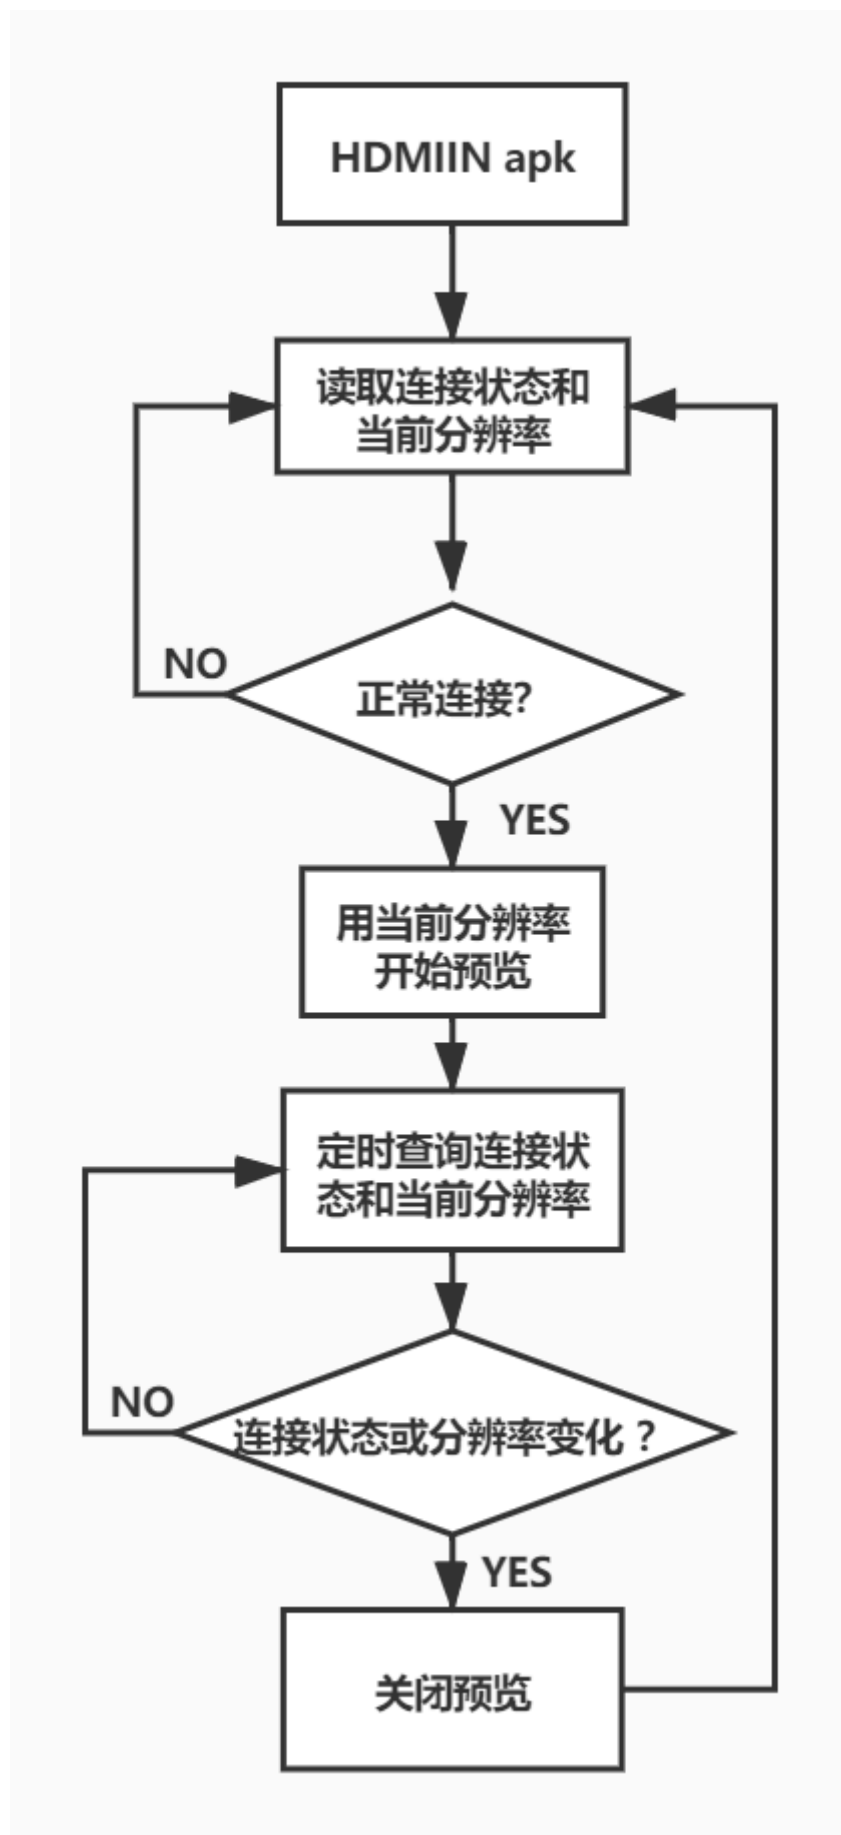 HDMIIN apk
读取连接状态和
当前分辨率
NO
正常连接?
YES
用当前分辨率
开始预览
定时查询连接状
态和当前分辨率
NO
连接状态或分辨率变化？
YES
关闭预览